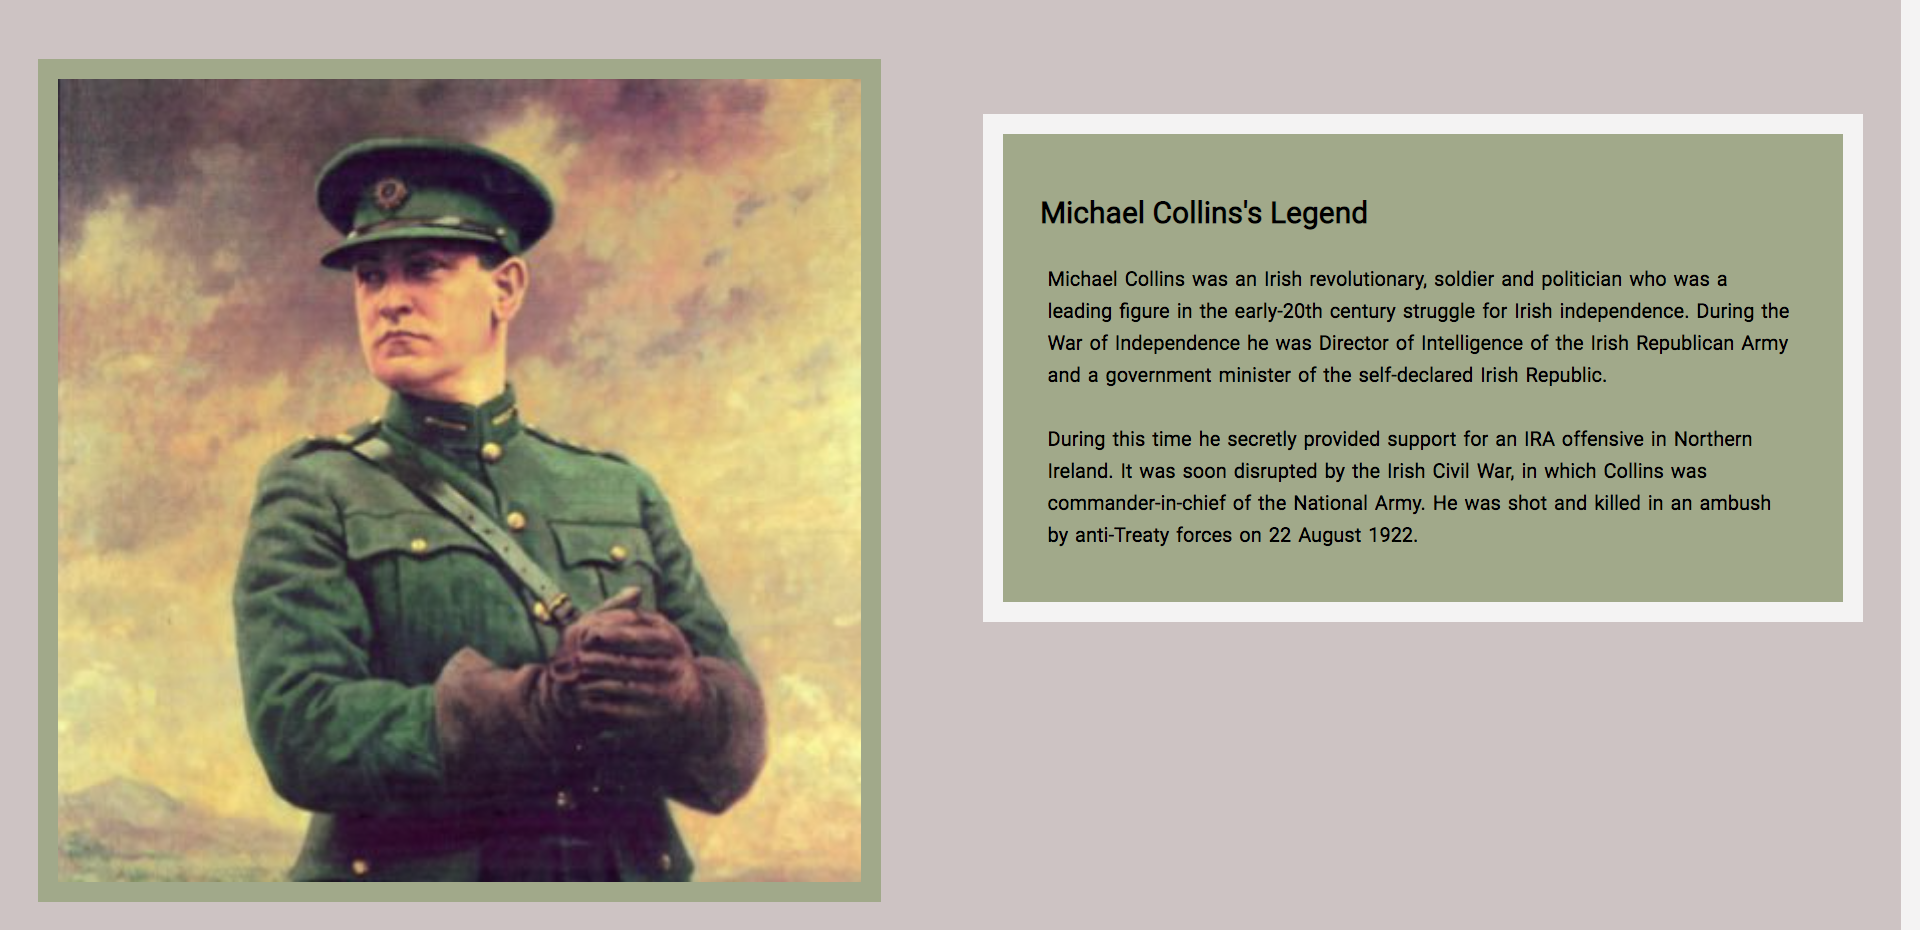 Michael Collins's Legend
Michael Collins was an Irish revolutionary, soldier and politician who was a
leading figure in the early-20th century struggle for Irish independence. During the
War of Independence he was Director of Intelligence of the Irish Republican Army
and a government minister of the self-declared Irish Republic.
During this time he secretly provided support for an IRA offensive in Northern
Ireland. It was soon disrupted by the Irish Civil War, in which Collins was
commander-in-chief of the National Army. He was shot and killed in an ambush
by anti-Treaty forces on 22 August 1922.